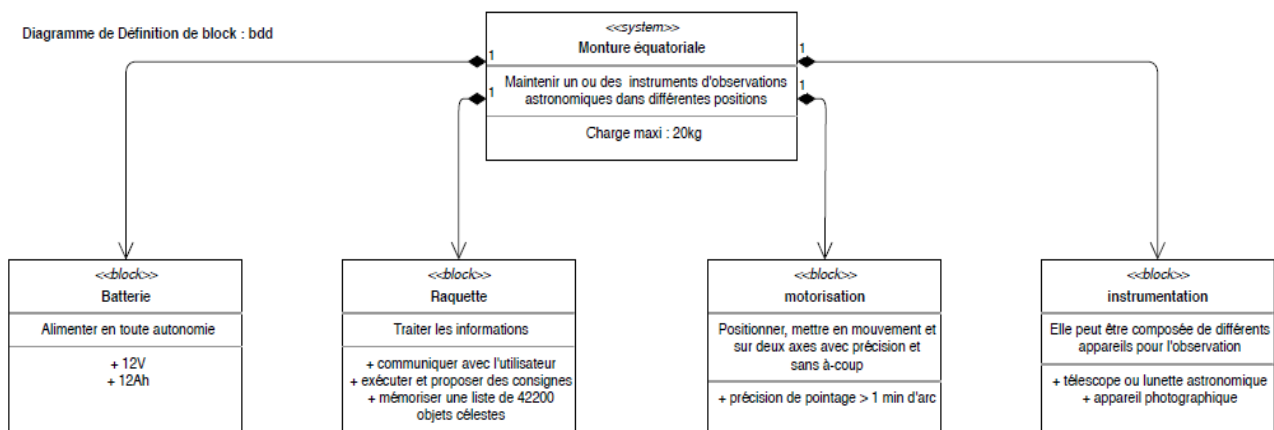 Diagramme de Définition de block : bdd
<<system>>
Monture équatoriale
1
1
1
1
Maintenir un ou des instruments d'observations
astronomiques dans différentes positions
Charge maxi : 20kg
<<block>>
Batterie
Alimenter en toute autonomie
+ 12V
+ 12Ah
<<block>>
Raquette
Traiter les informations
+ communiquer avec l'utilisateur
+ exécuter et proposer des consignes
+ mémoriser une liste de 42200
objets célestes
<<block>>
motorisation
Positionner, mettre en mouvement et
sur deux axes avec précision et
sans à-coup
+ précision de pointage > 1 min d'arc
<<block>>
instrumentation
Elle peut être composée de différents
appareils pour l'observation
+ télescope ou lunette astronomique
+ appareil photographique